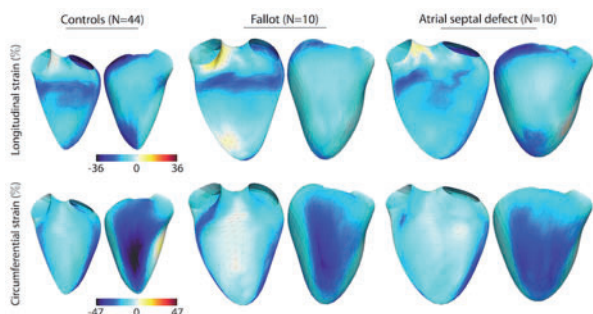 Controls (N=44)
Fallot (N=10)
Atrial septal defect (N=10)
Longitudinal strain (%)
-36 0 36
Circumferential strain (%)
-47 0 47